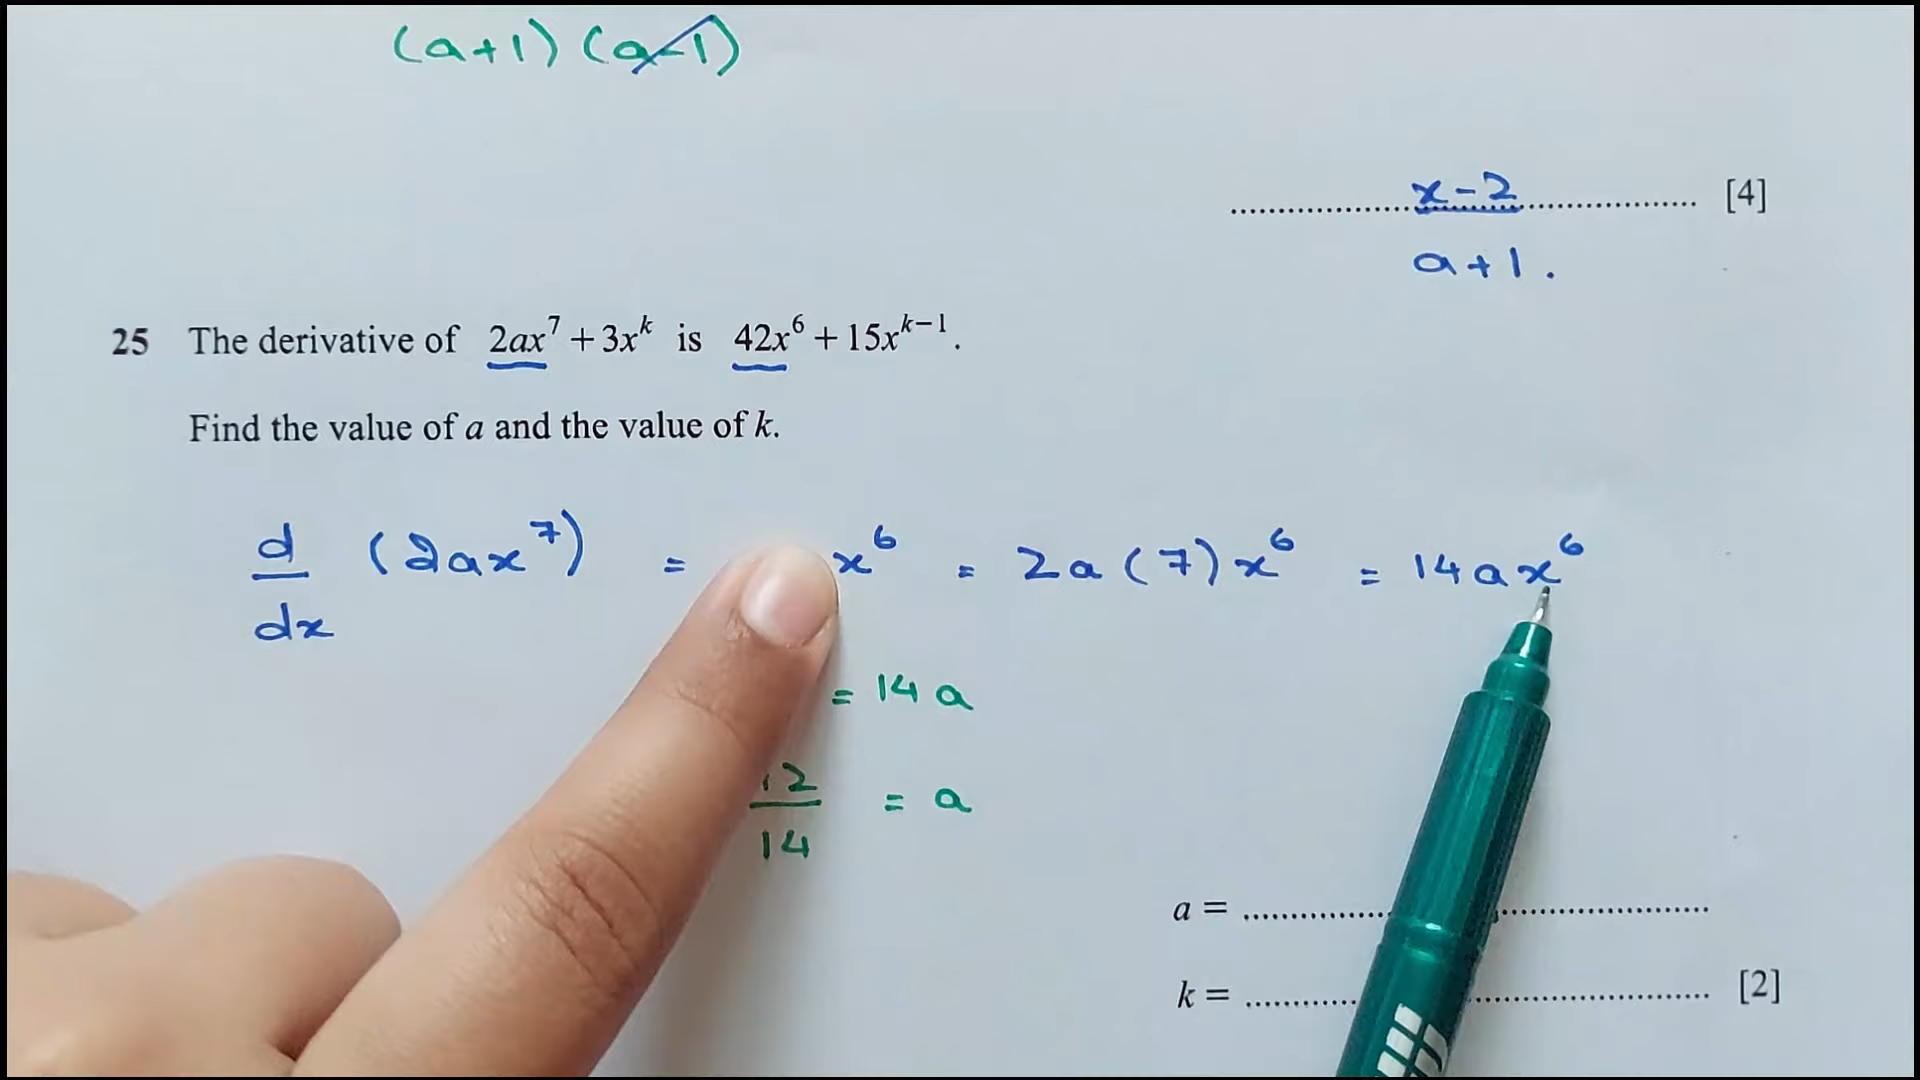 (a+1) (a-1)
x-2 [4]
a+1.
25 The derivative of 2ax⁷ + 3xᵏ is 42x⁶ + 15xᵏ⁻¹.
Find the value of a and the value of k.
d (2ax⁷) = x⁶ = 2a(7)x⁶ = 14ax⁶
dx
= 14a
2 = a
14
a =
k = [2]